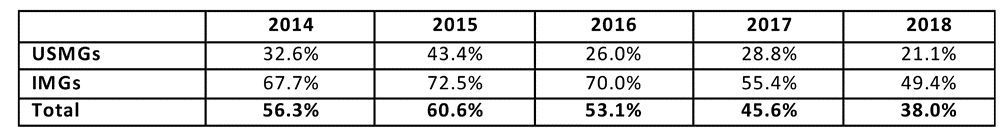 2014 2015 2016 2017 2018
USMGs 32.6% 43.4% 26.0% 28.8% 21.1%
IMGs 67.7% 72.5% 70.0% 55.4% 49.4%
Total 56.3% 60.6% 53.1% 45.6% 38.0%